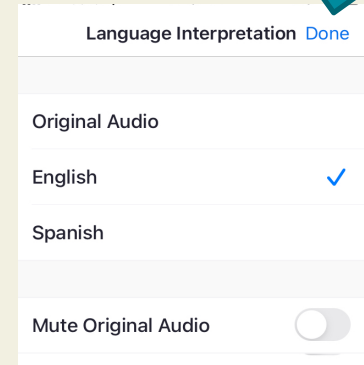 Language Interpretation Done
Original Audio
English
Spanish
Mute Original Audio